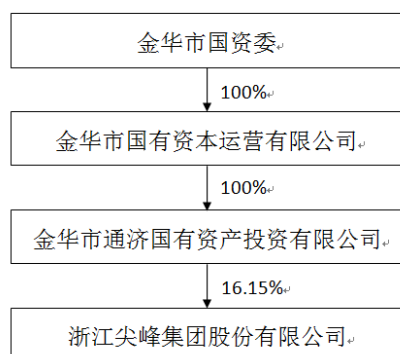 金华市国资委
100%
金华市国有资本运营有限公司
100%
金华市通济国有资产投资有限公司
16.15%
浙江尖峰集团股份有限公司